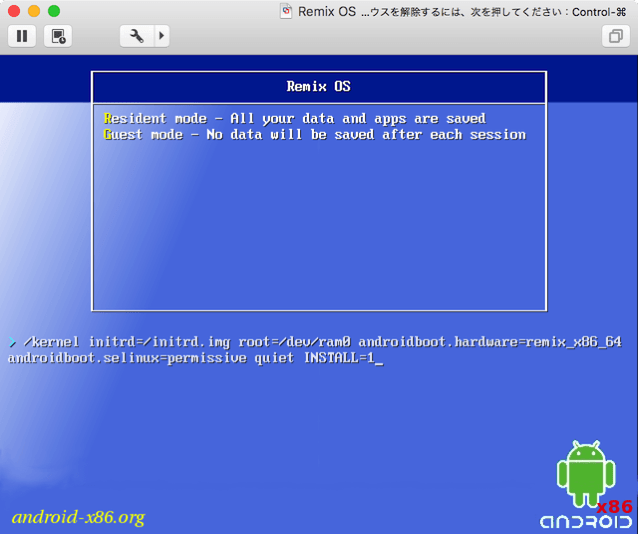 Remix OS ...ウスを解除するには、次を押してください：Control-⌘
Remix OS
Resident mode - All your data and apps are saved
Guest mode - No data will be saved after each session
> /kernel initrd=/initrd.img root=/dev/ram0 androidboot.hardware=remix_x86_64
androidboot.selinux=permissive quiet INSTALL=1_
android-x86.org
x86
ANDROID